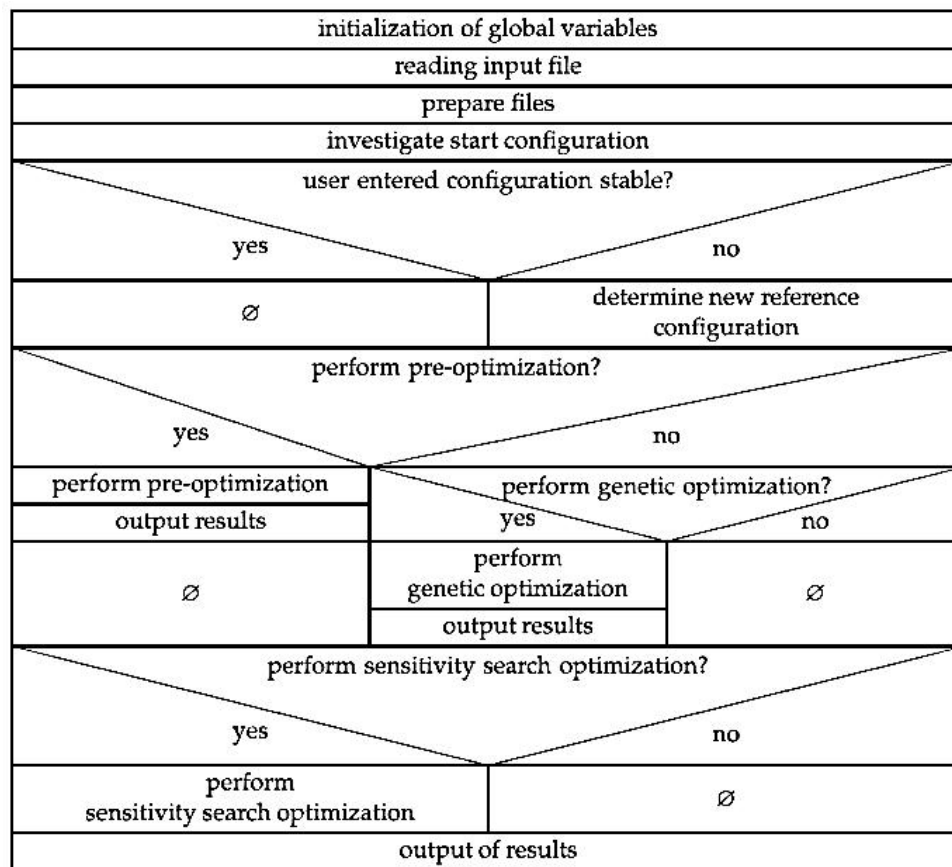 initialization of global variables
reading input file
prepare files
investigate start configuration
user entered configuration stable?
yes
no
∅
determine new reference
configuration
perform pre-optimization?
yes
no
perform pre-optimization
output results
∅
perform genetic optimization?
yes
no
perform
genetic optimization
output results
∅
perform sensitivity search optimization?
yes
no
perform
sensitivity search optimization
∅
output of results